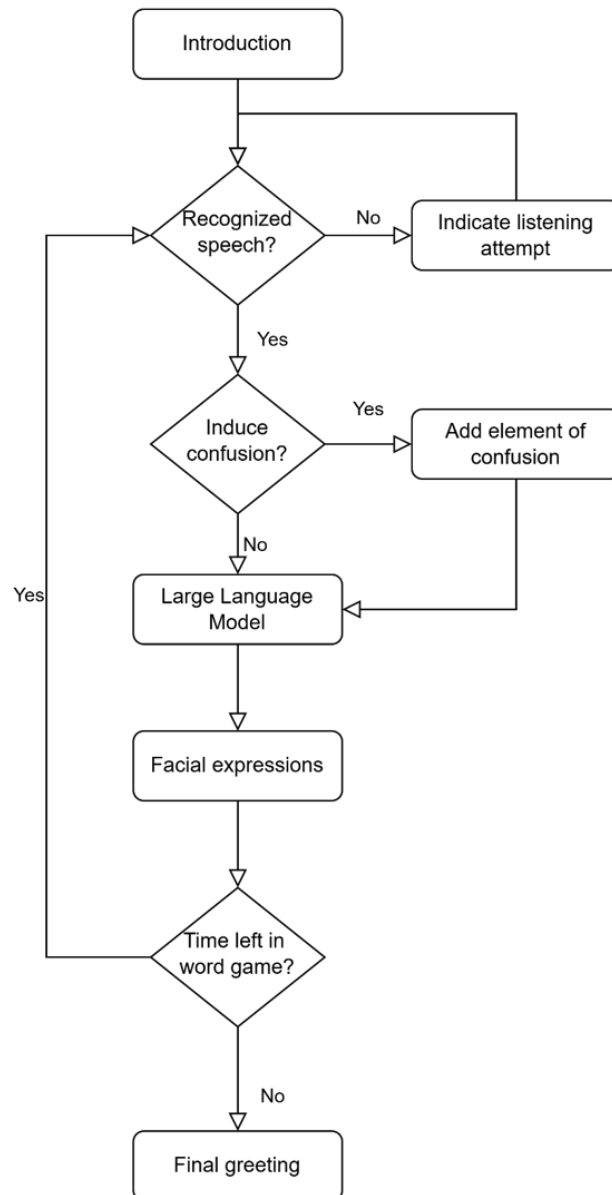 Introduction
Recognized
speech?
No
Indicate listening
attempt
Yes
Induce
confusion?
Yes
Add element of
confusion
No
Large Language
Model
Yes
Facial expressions
Time left in
word game?
No
Final greeting